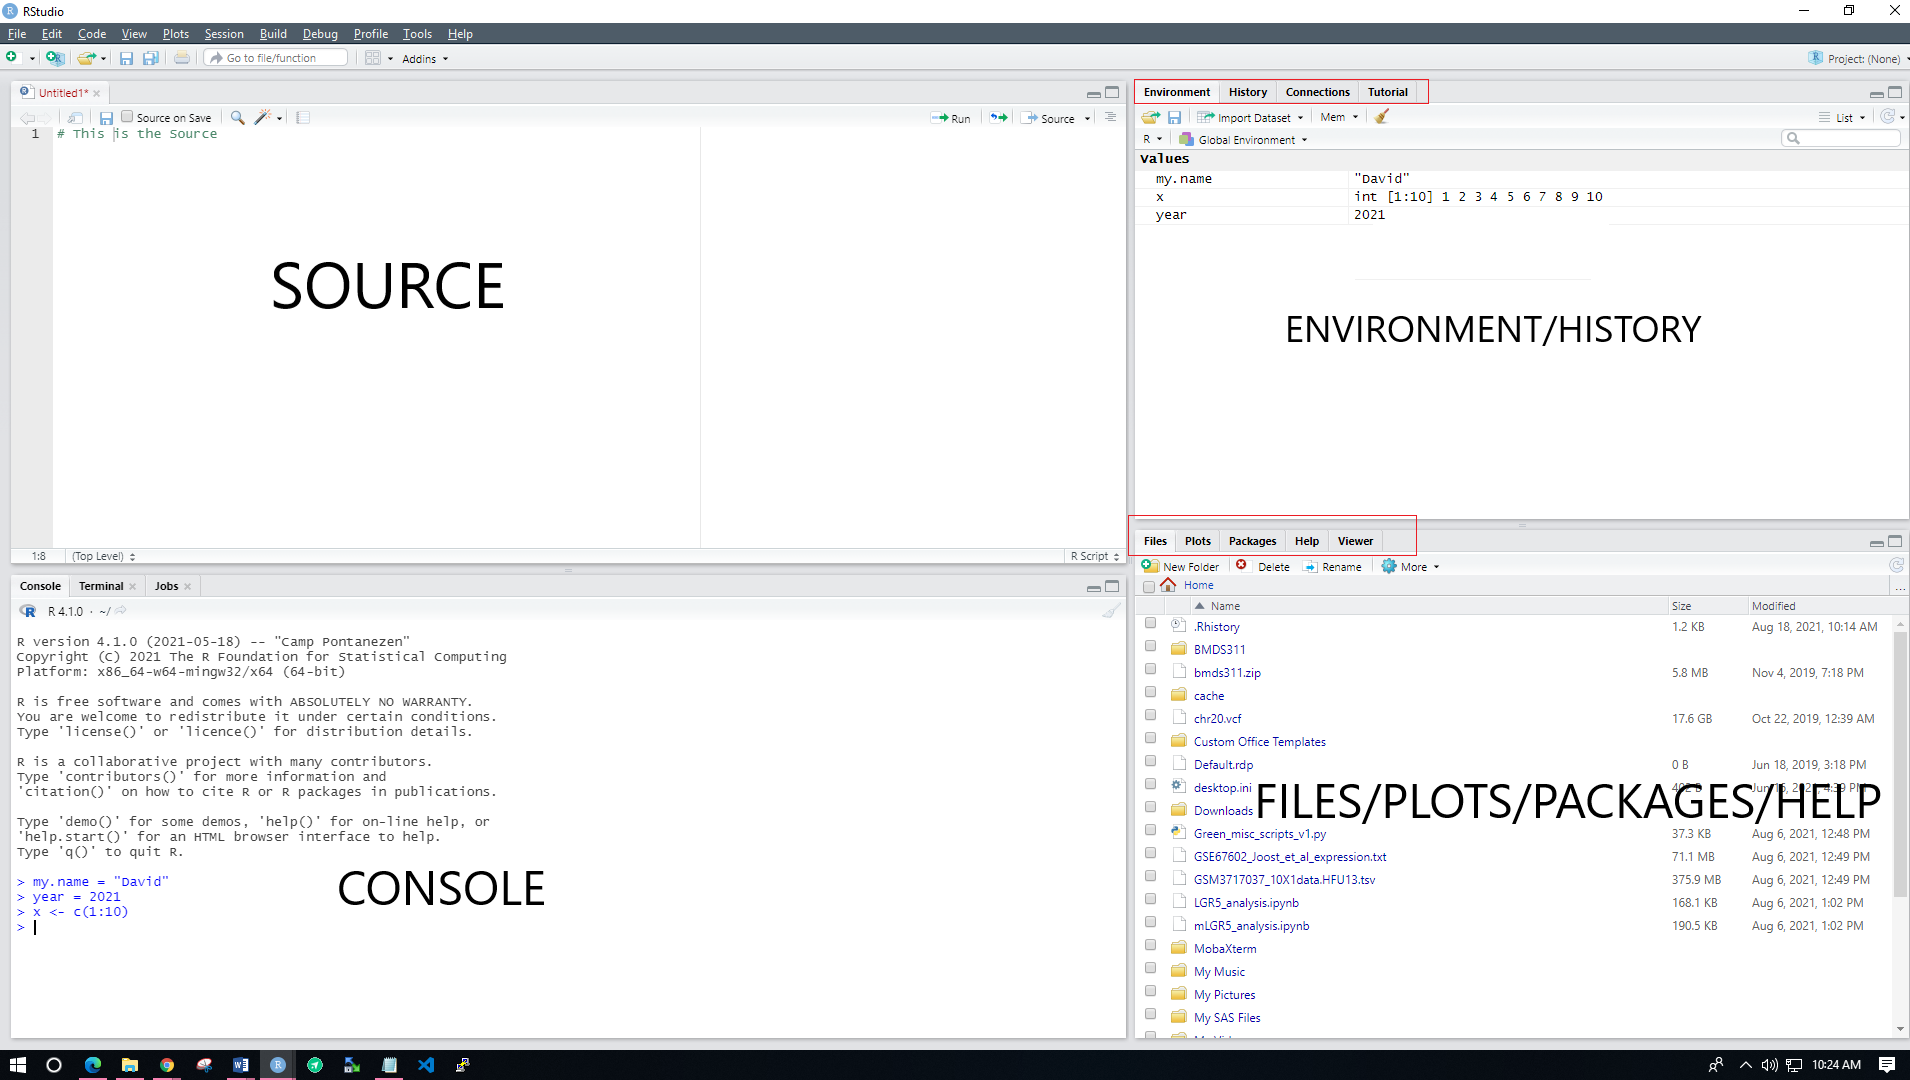 RStudio
File Edit Code View Plots Session Build Debug Profile Tools Help
Go to file/function Addins Project: (None)
Untitled1*
Source on Save Run Source
1 # This is the Source
SOURCE
1:8 (Top Level) R Script
Console Terminal Jobs
R 4.1.0 · ~/
R version 4.1.0 (2021-05-18) -- "Camp Pontanezen"
Copyright (C) 2021 The R Foundation for Statistical Computing
Platform: x86_64-w64-mingw32/x64 (64-bit)
R is free software and comes with ABSOLUTELY NO WARRANTY.
You are welcome to redistribute it under certain conditions.
Type 'license()' or 'licence()' for distribution details.
R is a collaborative project with many contributors.
Type 'contributors()' for more information and
'citation()' on how to cite R or R packages in publications.
Type 'demo()' for some demos, 'help()' for on-line help, or
'help.start()' for an HTML browser interface to help.
Type 'q()' to quit R.
> my.name = "David"
> year = 2021
> x <- c(1:10)
>
CONSOLE
Environment History Connections Tutorial
Import Dataset Mem List
R Global Environment
Values
my.name "David"
x int [1:10] 1 2 3 4 5 6 7 8 9 10
year 2021
ENVIRONMENT/HISTORY
Files Plots Packages Help Viewer
New Folder Delete Rename More
Home ...
Name Size Modified
.Rhistory 1.2 KB Aug 18, 2021, 10:14 AM
BMDS311
bmds311.zip 5.8 MB Nov 4, 2019, 7:18 PM
cache
chr20.vcf 17.6 GB Oct 22, 2019, 12:39 AM
Custom Office Templates
Default.rdp 0 B Jun 18, 2019, 3:18 PM
desktop.ini
Downloads
FILES/PLOTS/PACKAGES/HELP
Green_misc_scripts_v1.py 37.3 KB Aug 6, 2021, 12:48 PM
GSE67602_Joost_et_al_expression.txt 71.1 MB Aug 6, 2021, 12:49 PM
GSM3717037_10X1data.HFU13.tsv 375.9 MB Aug 6, 2021, 12:49 PM
LGR5_analysis.ipynb 168.1 KB Aug 6, 2021, 1:02 PM
mLGR5_analysis.ipynb 190.5 KB Aug 6, 2021, 1:02 PM
MobaXterm
My Music
My Pictures
My SAS Files
10:24 AM